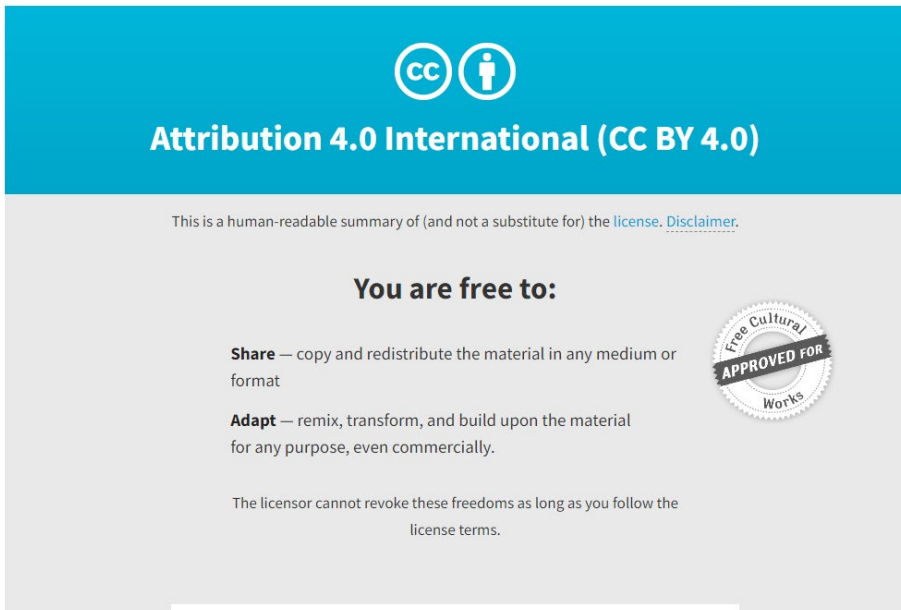 cc
Attribution 4.0 International (CC BY 4.0)
This is a human-readable summary of (and not a substitute for) the license. Disclaimer.
You are free to:
Share — copy and redistribute the material in any medium or
format
Adapt — remix, transform, and build upon the material
for any purpose, even commercially.
Free Cultural
APPROVED FOR
Works
The licensor cannot revoke these freedoms as long as you follow the
license terms.